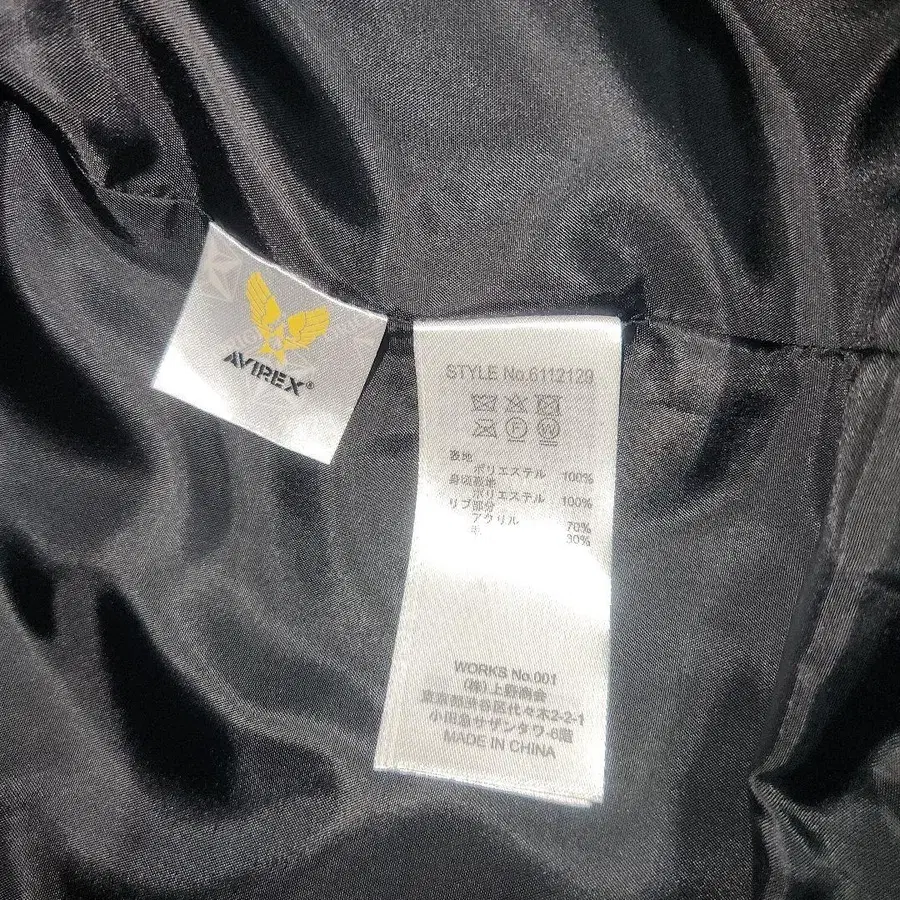 AVIREX®
STYLE No.6112129
F
W
表地
ポリエステル 100%
身頃裏地
ポリエステル 100%
リブ部分
アクリル 70%
毛 30%
WORKS No.001
(株)上野商会
東京都渋谷区代々木2-2-1
小田急サザンタワー6階
MADE IN CHINA